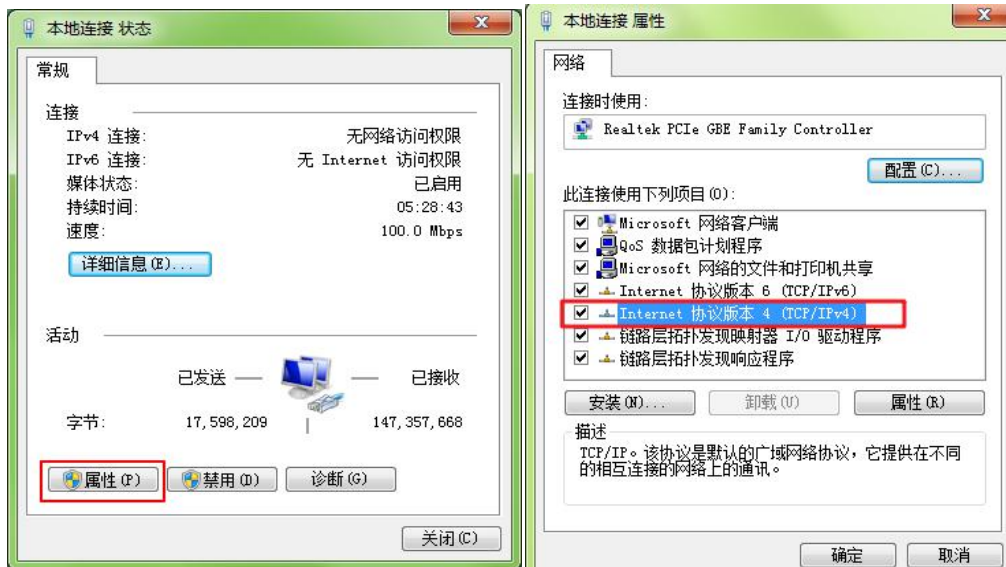 本地连接 状态
常规
连接
IPv4 连接: 无网络访问权限
IPv6 连接: 无 Internet 访问权限
媒体状态: 已启用
持续时间: 05:28:43
速度: 100.0 Mbps
详细信息(E)...
活动
已发送 — — 已接收
字节: 17,598,209 147,357,668
属性(P) 禁用(D) 诊断(G)
关闭(C)
本地连接 属性
网络
连接时使用:
Realtek PCIe GBE Family Controller
配置(C)...
此连接使用下列项目(O):
Microsoft 网络客户端
QoS 数据包计划程序
Microsoft 网络的文件和打印机共享
Internet 协议版本 6 (TCP/IPv6)
Internet 协议版本 4 (TCP/IPv4)
链路层拓扑发现映射器 I/O 驱动程序
链路层拓扑发现响应程序
安装(N)... 卸载(U) 属性(R)
描述
TCP/IP。该协议是默认的广域网络协议，它提供在不同
的相互连接的网络上的通讯。
确定 取消